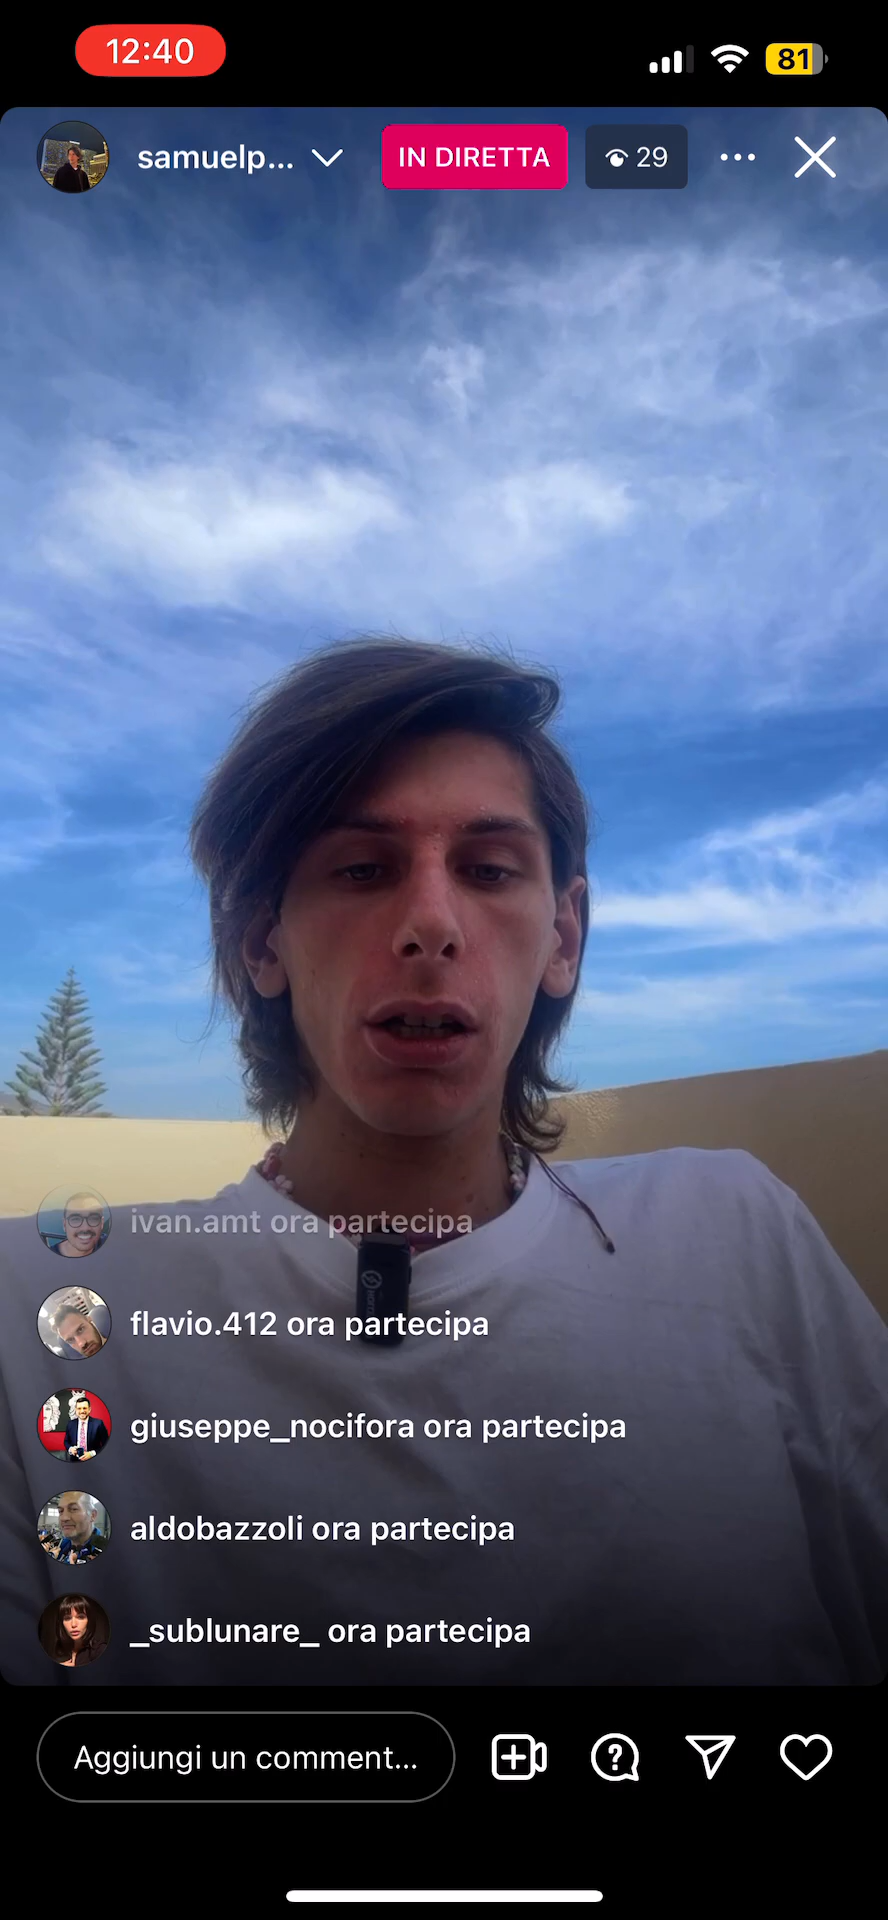 12:40
81
samuelp...
IN DIRETTA
29
ivan.amt ora partecipa
flavio.412 ora partecipa
giuseppe_nocifora ora partecipa
aldobazzoli ora partecipa
_sublunare_ ora partecipa
Aggiungi un comment...